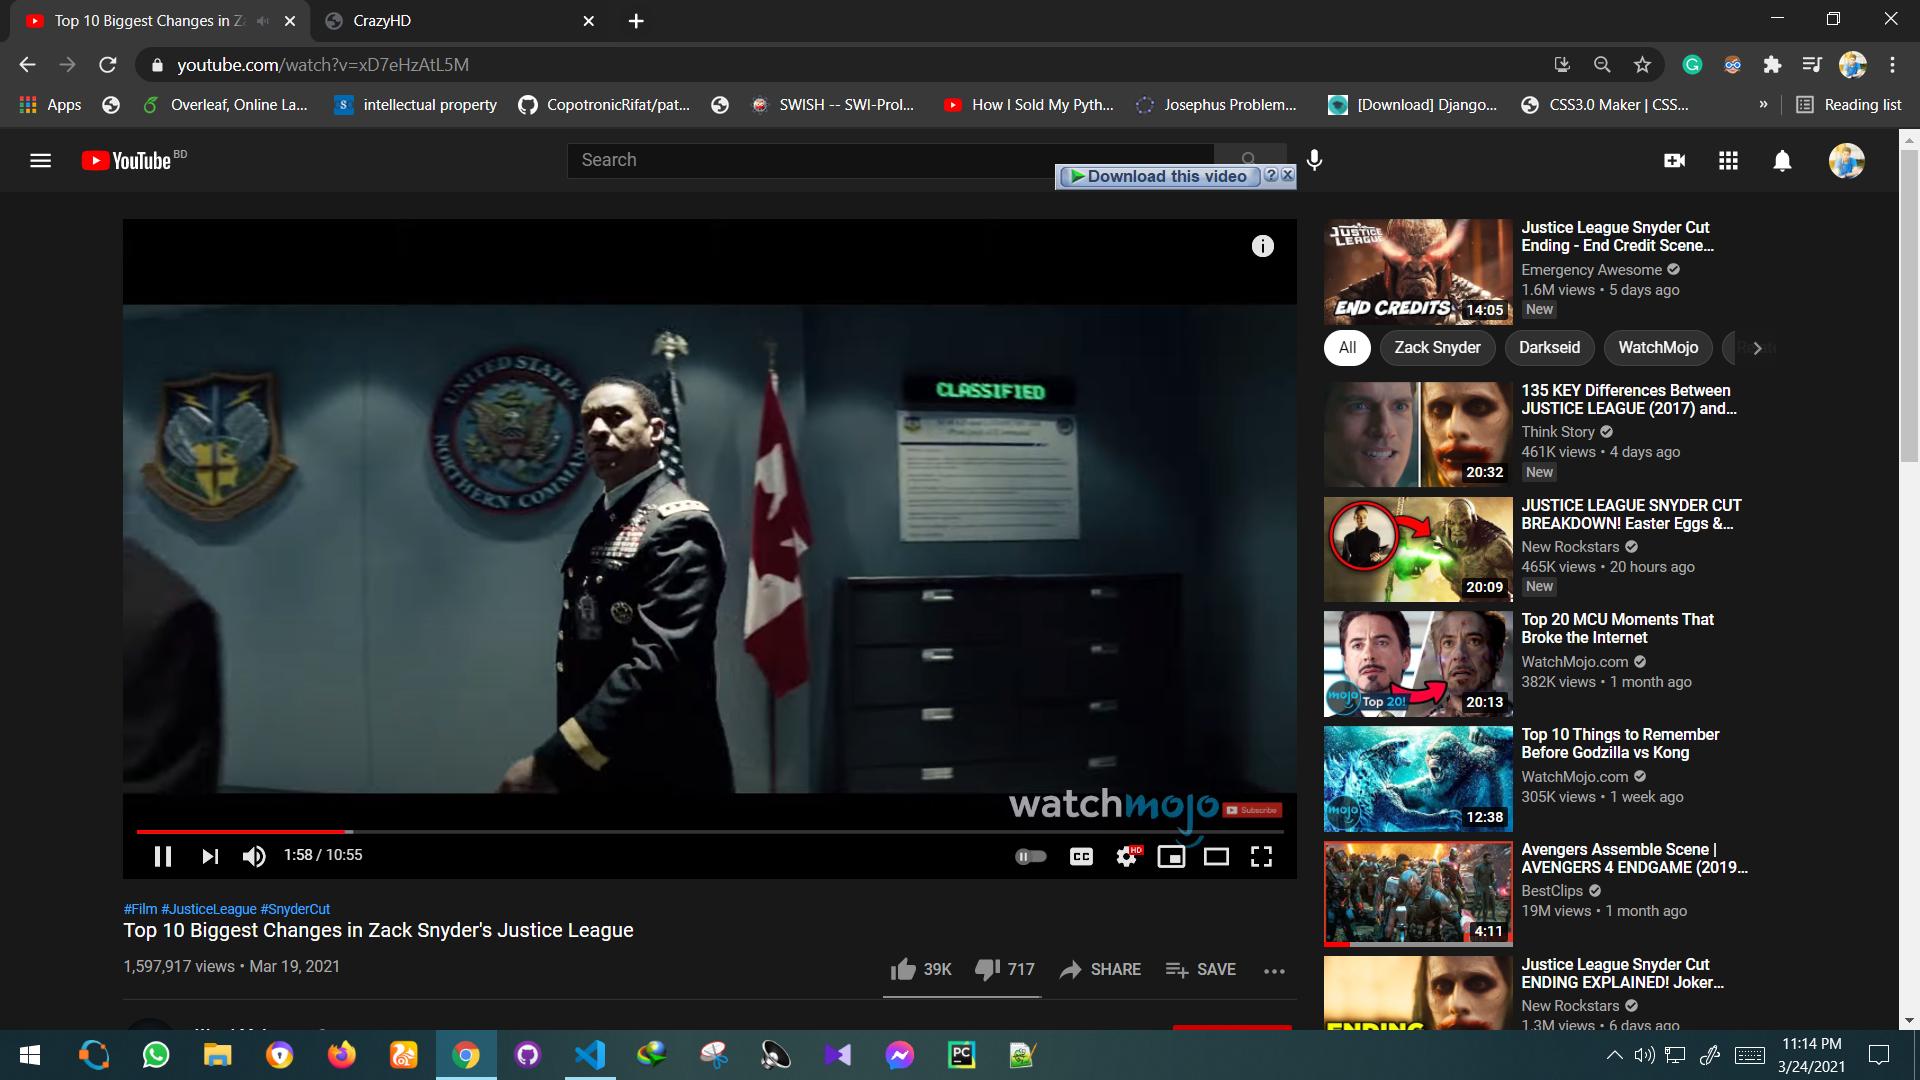 Top 10 Biggest Changes in Za
CrazyHD
youtube.com/watch?v=xD7eHzAtL5M
Apps
Overleaf, Online La...
intellectual property
CopotronicRifat/pat...
SWISH -- SWI-Prol...
How I Sold My Pyth...
Josephus Problem...
[Download] Django...
CSS3.0 Maker | CSS...
»
Reading list
YouTube BD
Search
Download this video
UNITED STATES
NORTHERN COMMAND
CLASSIFIED
watchmojo
Subscribe
1:58 / 10:55
CC
HD
#Film #JusticeLeague #SnyderCut
Top 10 Biggest Changes in Zack Snyder's Justice League
1,597,917 views • Mar 19, 2021
39K
717
SHARE
SAVE
JUSTICE LEAGUE
END CREDITS
14:05
Justice League Snyder Cut
Ending - End Credit Scene...
Emergency Awesome
1.6M views • 5 days ago
New
All
Zack Snyder
Darkseid
WatchMojo
20:32
135 KEY Differences Between
JUSTICE LEAGUE (2017) and...
Think Story
461K views • 4 days ago
New
20:09
JUSTICE LEAGUE SNYDER CUT
BREAKDOWN! Easter Eggs &...
New Rockstars
465K views • 20 hours ago
New
mojo
Top 20!
20:13
Top 20 MCU Moments That
Broke the Internet
WatchMojo.com
382K views • 1 month ago
mojo
12:38
Top 10 Things to Remember
Before Godzilla vs Kong
WatchMojo.com
305K views • 1 week ago
4:11
Avengers Assemble Scene |
AVENGERS 4 ENDGAME (2019...
BestClips
19M views • 1 month ago
ENDING
Justice League Snyder Cut
ENDING EXPLAINED! Joker...
New Rockstars
1.3M views • 6 days ago
PC
11:14 PM
3/24/2021